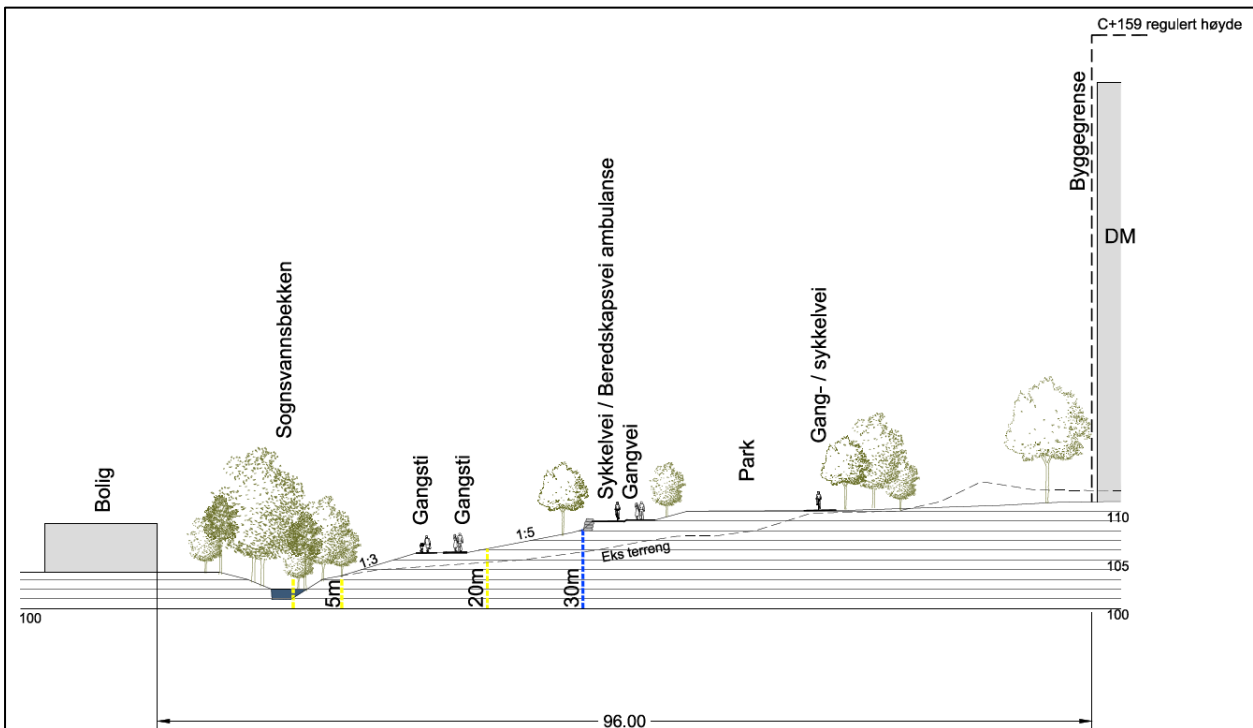 C+159 regulert høyde
Byggegrense
DM
Bolig
Sognsvannsbekken
Gangsti
Gangsti
Sykkelvei / Beredskapsvei ambulanse
Gangvei
Park
Gang- / sykkelvei
1:3
1:5
Eks terreng
5m
20m
30m
110
105
100
100
96.00